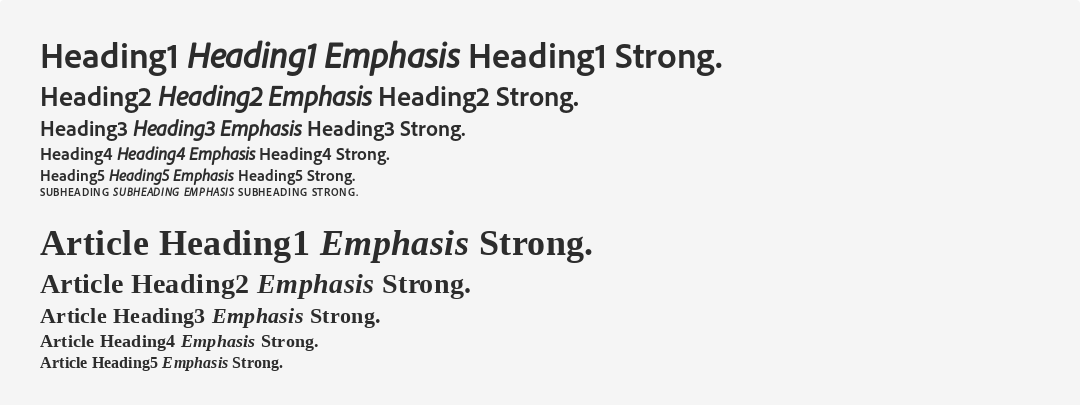 Heading1 Heading1 Emphasis Heading1 Strong.
Heading2 Heading2 Emphasis Heading2 Strong.
Heading3 Heading3 Emphasis Heading3 Strong.
Heading4 Heading4 Emphasis Heading4 Strong.
Heading5 Heading5 Emphasis Heading5 Strong.
SUBHEADING SUBHEADING EMPHASIS SUBHEADING STRONG.
Article Heading1 Emphasis Strong.
Article Heading2 Emphasis Strong.
Article Heading3 Emphasis Strong.
Article Heading4 Emphasis Strong.
Article Heading5 Emphasis Strong.